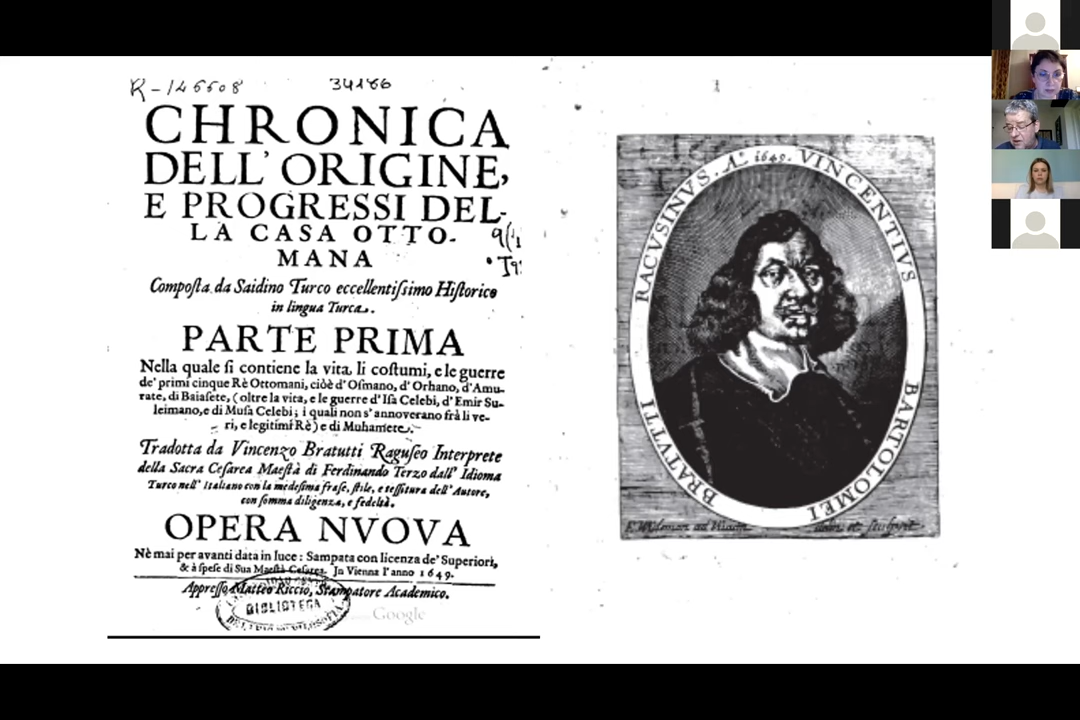 R-146608 34186
CHRONICA
DELL' ORIGINE,
E PROGRESSI DEL-
LA CASA OTTO-
MANA
Compoſta da Saidino Turco eccellentiſsimo Hiſtorico
in lingua Turca.
PARTE PRIMA
Nella quale ſi contiene la vita, li coſtumi, e le guerre
de' primi cinque Rè Ottomani, cioè d'Oſmano, d'Orhano, d'Amu-
rate, di Baiaſete, (oltre la vita, e le guerre d'Iſa Celebi, d'Emir Su-
leimano, e di Muſa Celebi; i quali non s'annoverano frà li ve-
ri, e legitimi Rè) e di Muhamete.
Tradotta da Vincenzo Bratutti Raguſeo Interprete
della Sacra Ceſarea Maeſtà di Ferdinando Terzo dall' Idioma
Turco nell' Italiano con la medeſima fraſe, ſtile, e teſsitura dell' Autore,
con ſomma diligenza, e fedeltà.
OPERA NVOVA
Nè mai per avanti data in luce: Sampata con licenza de' Superiori,
& à ſpeſe di Sua Maeſtà Ceſarea. In Vienna l'anno 1649.
Appreſſo Matteo Riccio, Stampatore Academico.
BIBLIOTECA
Google
VINCENTIVS BARTOLOMEI BRATVTTI RACVSINVS. Aº 1649.
ſculpsit